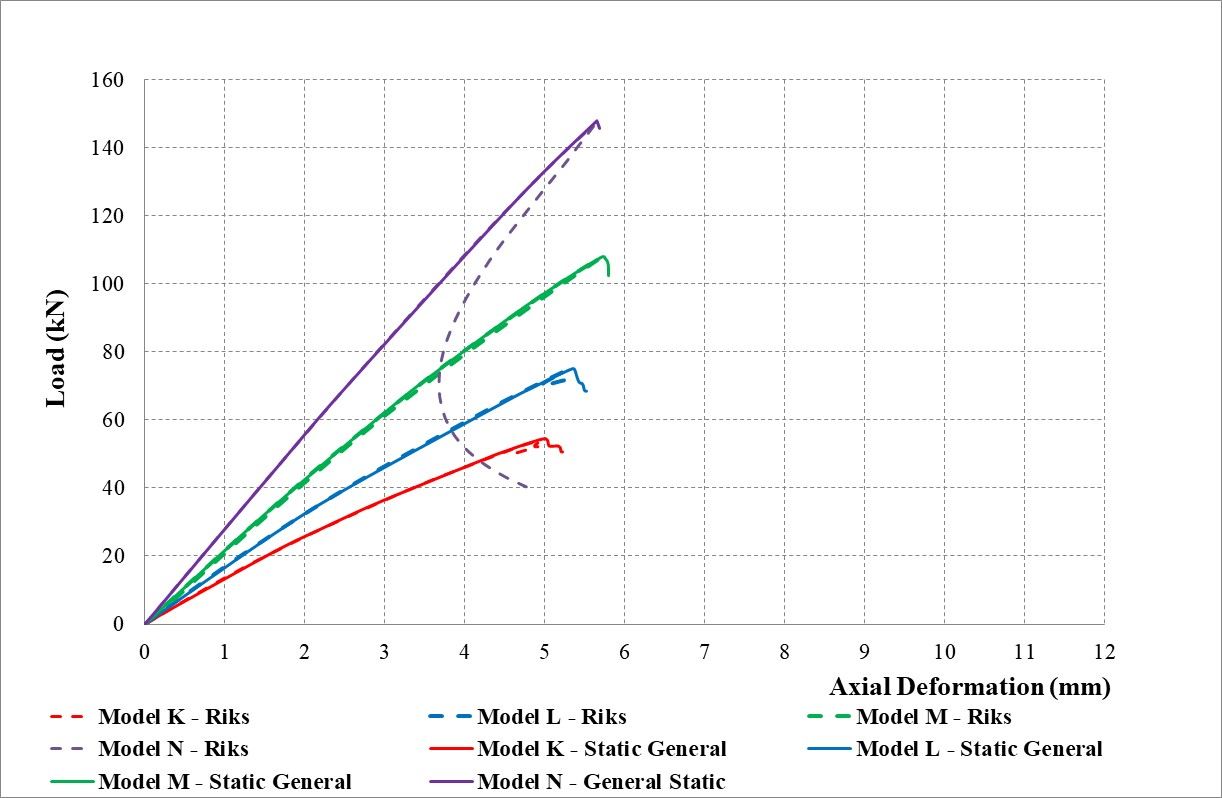 160
140
120
100
80
60
40
20
0
Load (kN)
0 1 2 3 4 5 6 7 8 9 10 11 12
Axial Deformation (mm)
Model K - Riks Model L - Riks Model M - Riks
Model N - Riks Model K - Static General Model L - Static General
Model M - Static General Model N - General Static